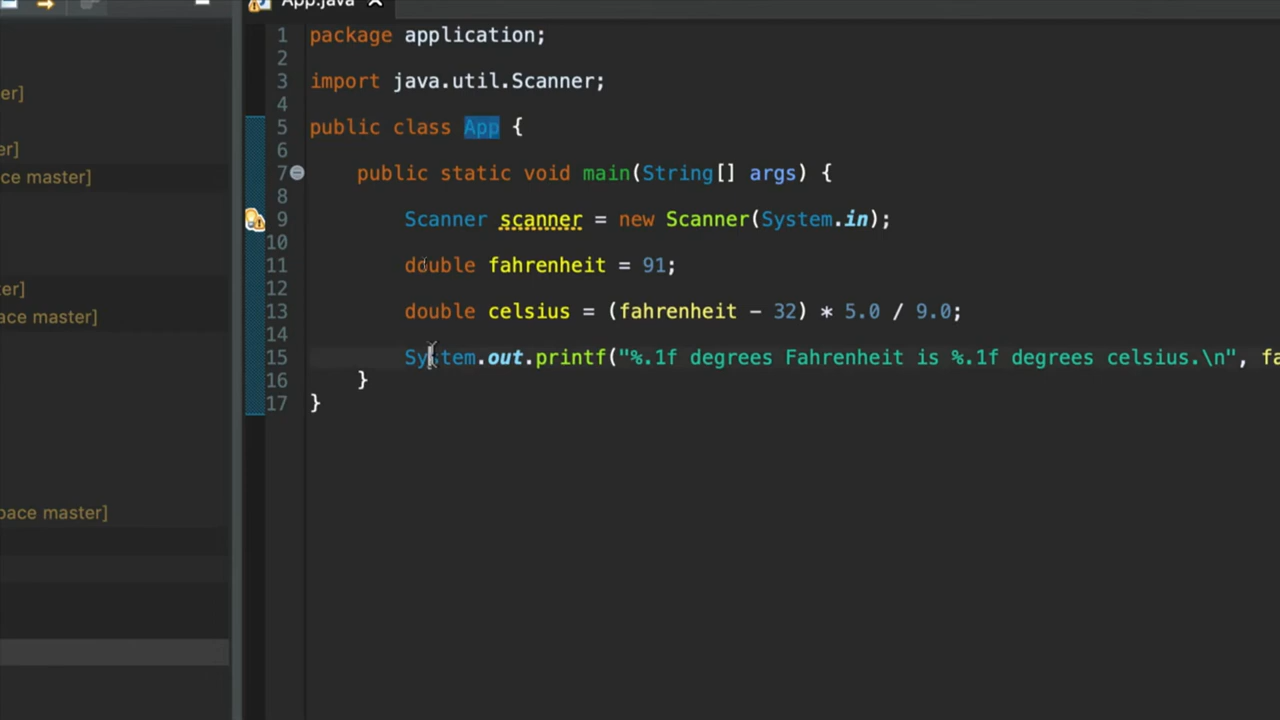 App.java
1 package application;
2
3 import java.util.Scanner;
4
5 public class App {
6
7 public static void main(String[] args) {
8
9 Scanner scanner = new Scanner(System.in);
10
11 double fahrenheit = 91;
12
13 double celsius = (fahrenheit - 32) * 5.0 / 9.0;
14
15 System.out.printf("%.1f degrees Fahrenheit is %.1f degrees celsius.\n", fa
16 }
17 }
er]
er]
ce master]
er]
ace master]
pace master]